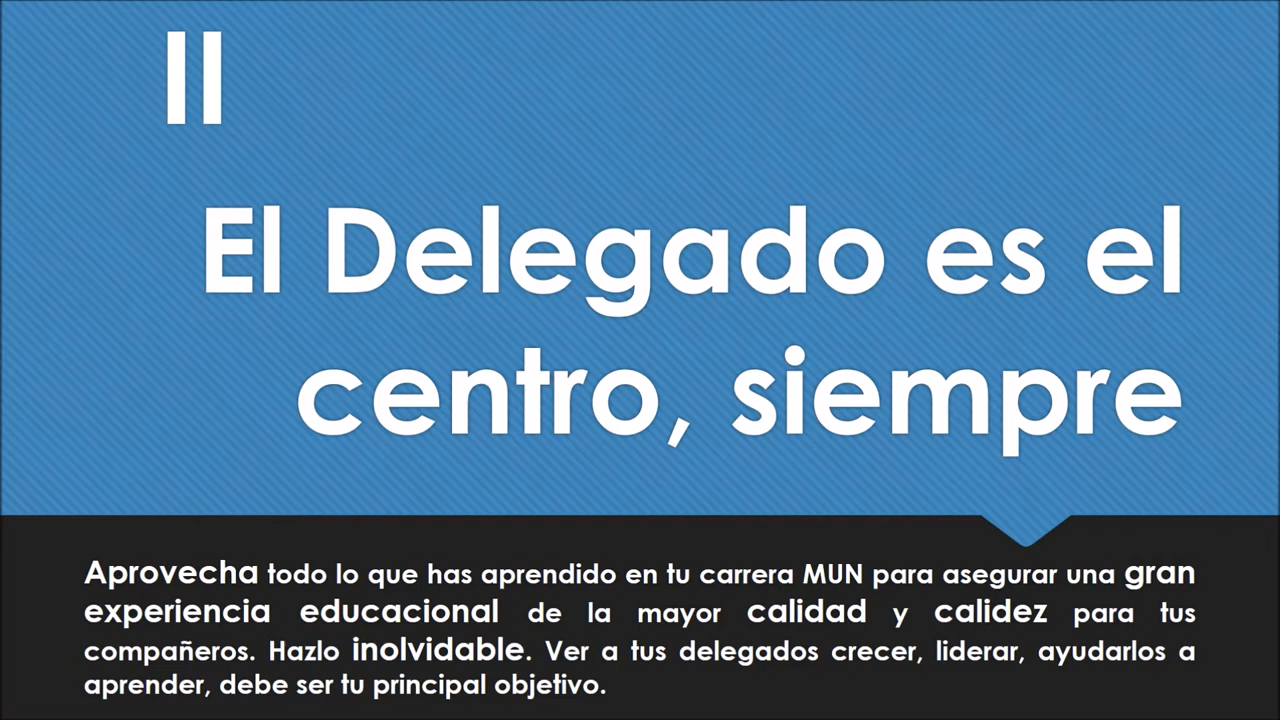 II
El Delegado es el
centro, siempre
Aprovecha todo lo que has aprendido en tu carrera MUN para asegurar una gran
experiencia educacional de la mayor calidad y calidez para tus
compañeros. Hazlo inolvidable. Ver a tus delegados crecer, liderar, ayudarlos a
aprender, debe ser tu principal objetivo.